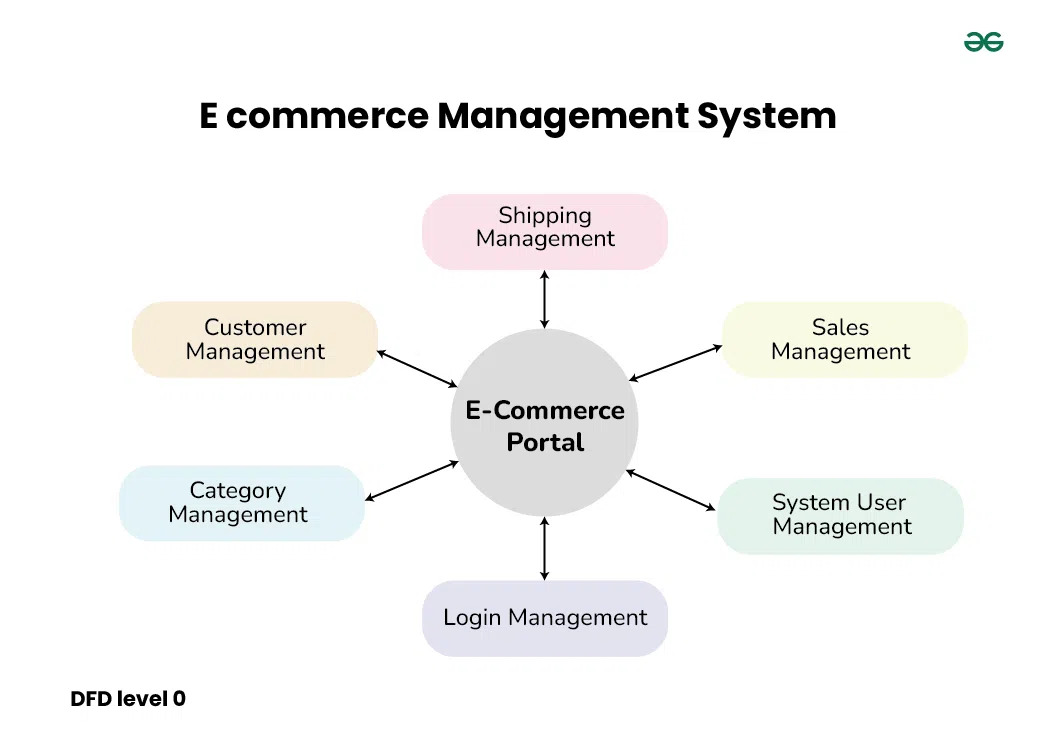 E commerce Management System
Shipping
Management
Customer
Management
Sales
Management
E-Commerce
Portal
Category
Management
System User
Management
Login Management
DFD level 0